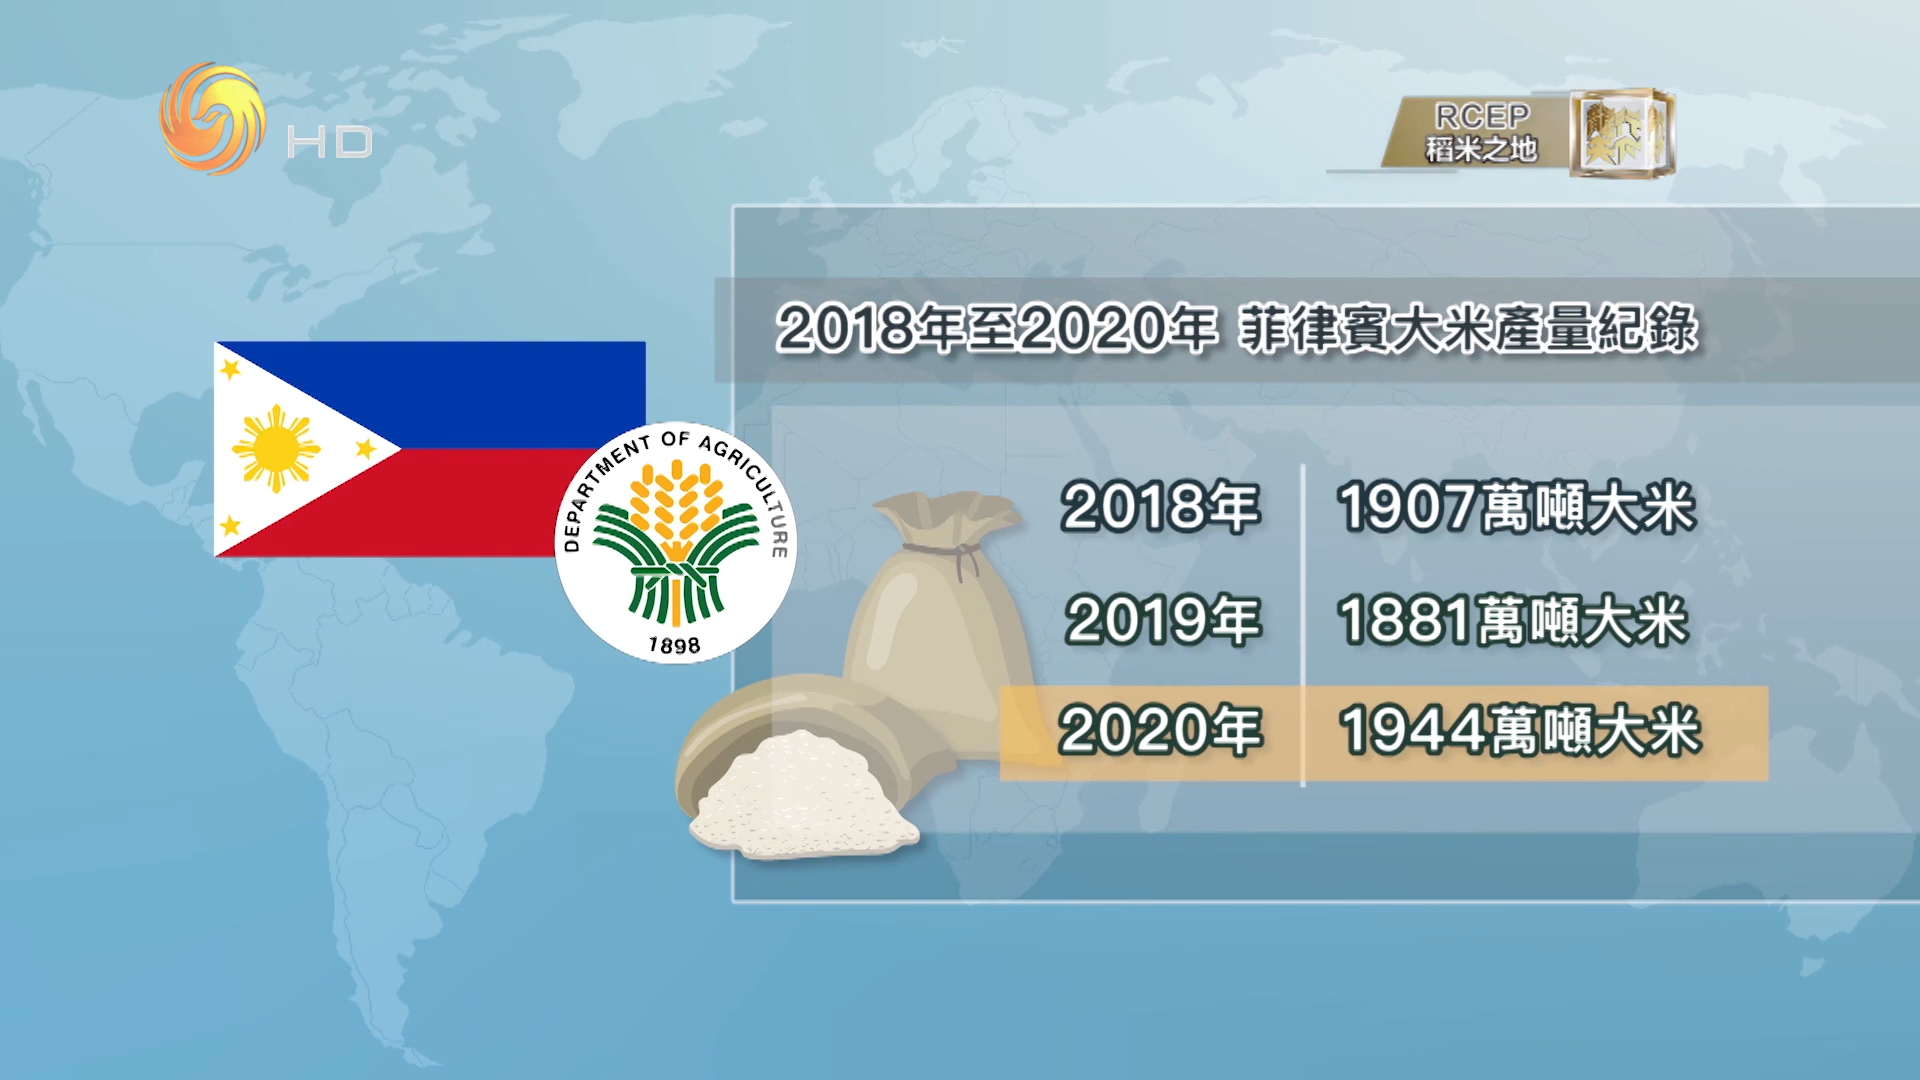 HD
RCEP
稻米之地
2018年至2020年 菲律賓大米產量紀錄
DEPARTMENT OF AGRICULTURE
1898
2018年 1907萬噸大米
2019年 1881萬噸大米
2020年 1944萬噸大米